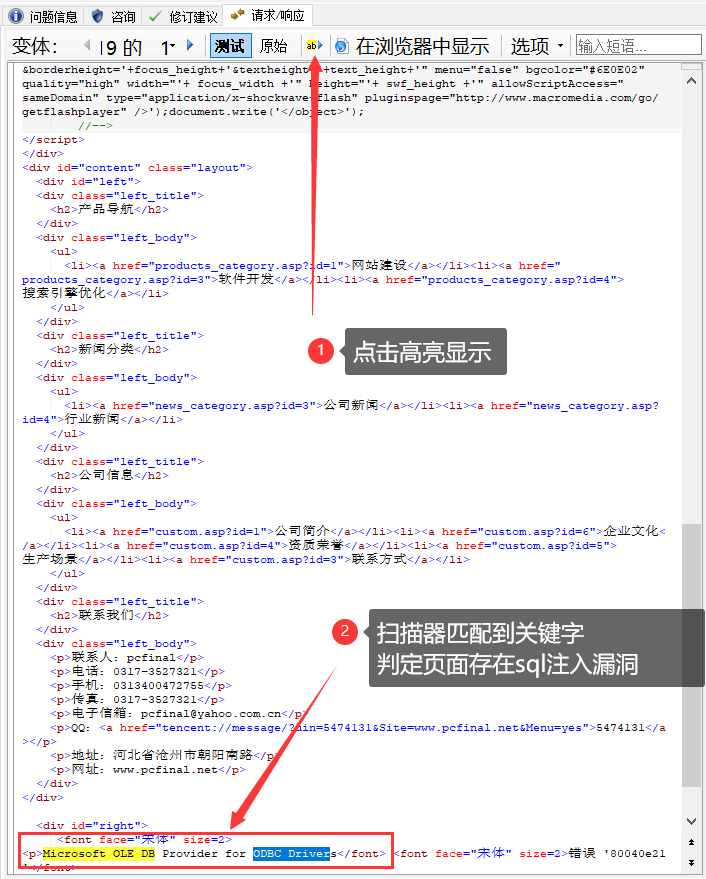 问题信息 咨询 修订建议 请求/响应
变体: 19 的 1 测试 原始 ab 在浏览器中显示 选项 输入短语...
&borderheight='+focus_height+'&textheight='+text_height+'" menu="false" bgcolor="#6E0E02"
quality="high" width="'+ focus_width +'" height="'+ swf_height +'" allowScriptAccess="
sameDomain" type="application/x-shockwave-flash" pluginspage="http://www.macromedia.com/go/
getflashplayer" />');document.write('</object>');
//-->
</script>
</div>
<div id="content" class="layout">
<div id="left">
<div class="left_title">
<h2>产品导航</h2>
</div>
<div class="left_body">
<ul>
<li><a href="products_category.asp?id=1">网站建设</a></li><li><a href="
products_category.asp?id=3">软件开发</a></li><li><a href="products_category.asp?id=4">
搜索引擎优化</a></li>
</ul>
</div>
<div class="left_title">
<h2>新闻分类</h2>
</div>
<div class="left_body">
<ul>
<li><a href="news_category.asp?id=3">公司新闻</a></li><li><a href="news_category.asp?
id=4">行业新闻</a></li>
</ul>
</div>
<div class="left_title">
<h2>公司信息</h2>
</div>
<div class="left_body">
<ul>
<li><a href="custom.asp?id=1">公司简介</a></li><li><a href="custom.asp?id=6">企业文化<
/a></li><li><a href="custom.asp?id=4">资质荣誉</a></li><li><a href="custom.asp?id=5">
生产场景</a></li><li><a href="custom.asp?id=3">联系方式</a></li>
</ul>
</div>
<div class="left_title">
<h2>联系我们</h2>
</div>
<div class="left_body">
<p>联系人: pcfinal</p>
<p>电话: 0317-3527321</p>
<p>手机: 0313400472755</p>
<p>传真: 0317-3527321</p>
<p>电子信箱: pcfinal@yahoo.com.cn</p>
<p>QQ: <a href="tencent://message/?uin=5474131&Site=www.pcfinal.net&Menu=yes">5474131</a
></p>
<p>地址: 河北省沧州市朝阳南路</p>
<p>网址: www.pcfinal.net</p>
</div>
</div>
<div id="right">
<font face="宋体" size=2>
<p>Microsoft OLE DB Provider for ODBC Drivers</font> <font face="宋体" size=2>错误 '80040e21
'</font>
1 点击高亮显示
2 扫描器匹配到关键字
判定页面存在sql注入漏洞